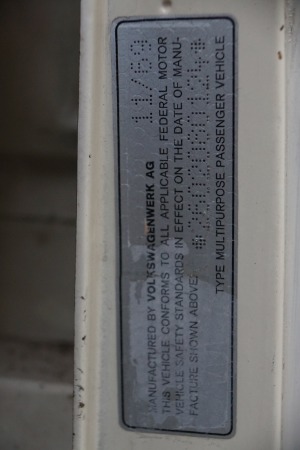 MANUFACTURED BY VOLKSWAGENWERK AG 11/69
THIS VEHICLE CONFORMS TO ALL APPLICABLE FEDERAL MOTOR
VEHICLE SAFETY STANDARDS IN EFFECT ON THE DATE OF MANU-
FACTURE SHOWN ABOVE
TYPE MULTIPURPOSE PASSENGER VEHICLE